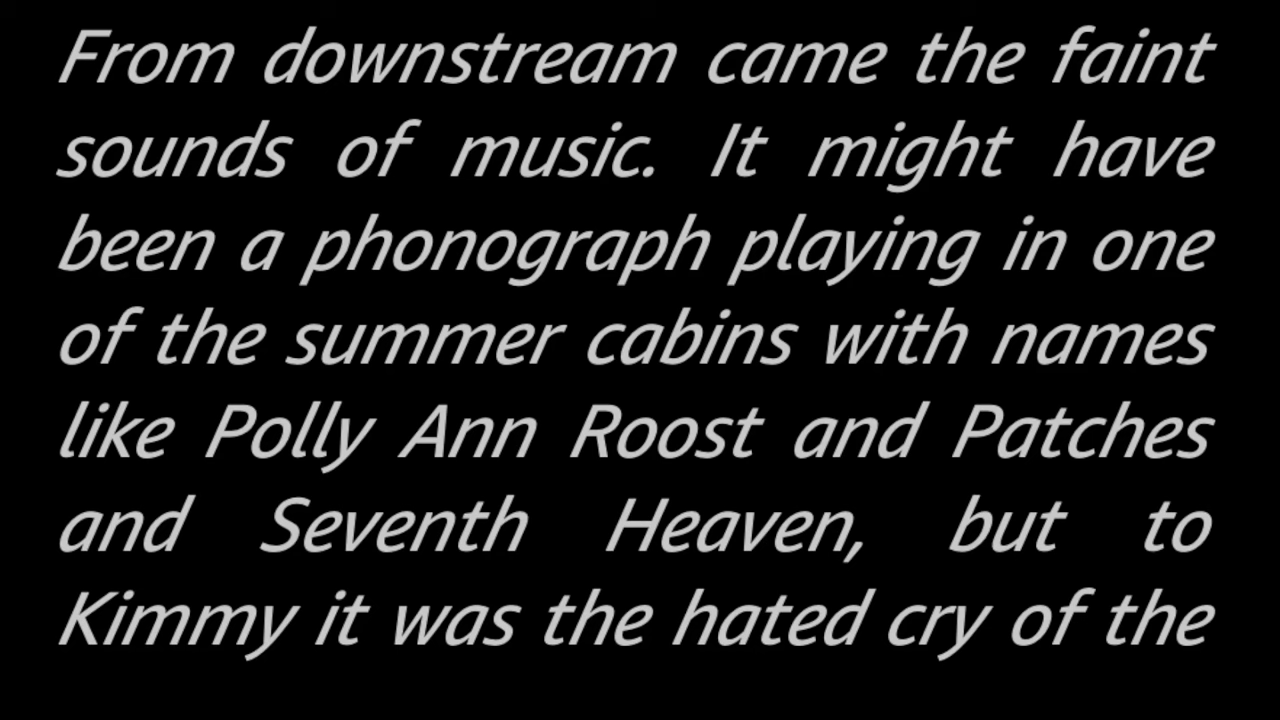 From downstream came the faint
sounds of music. It might have
been a phonograph playing in one
of the summer cabins with names
like Polly Ann Roost and Patches
and Seventh Heaven, but to
Kimmy it was the hated cry of the